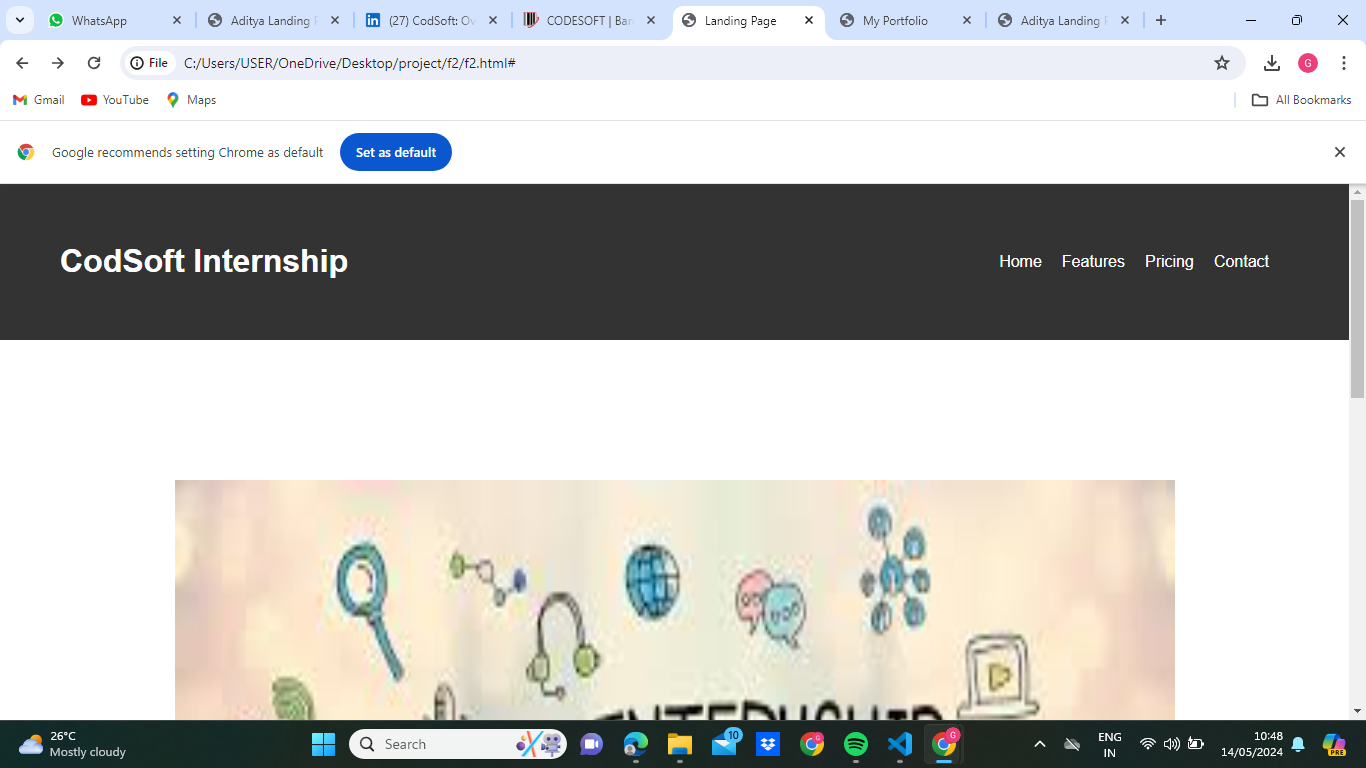 WhatsApp
Aditya Landing
(27) CodSoft: Ov
CODESOFT | Ban
Landing Page
My Portfolio
Aditya Landing
File
C:/Users/USER/OneDrive/Desktop/project/f2/f2.html#
G
Gmail
YouTube
Maps
All Bookmarks
Google recommends setting Chrome as default
Set as default
CodSoft Internship
Home
Features
Pricing
Contact
26°C
Mostly cloudy
Search
10
G
G
ENG
IN
10:48
14/05/2024
PRE